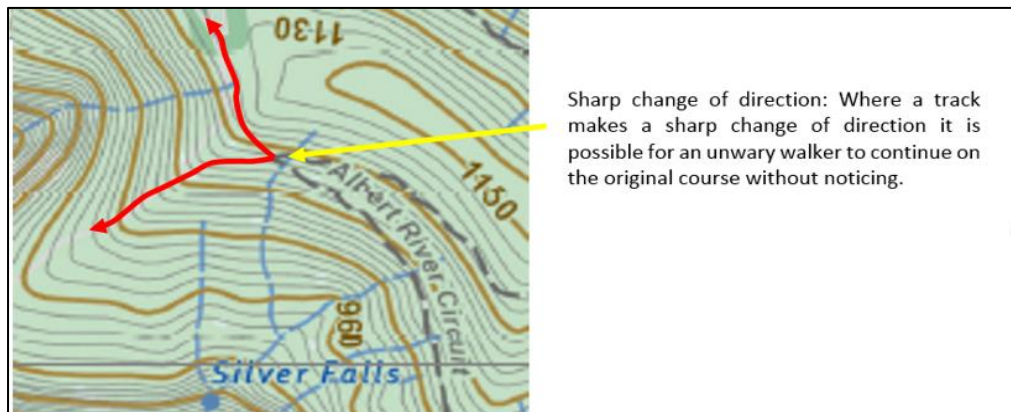 1130
Sharp change of direction: Where a track
makes a sharp change of direction it is
possible for an unwary walker to continue on
the original course without noticing.
Albert River Circuit
1150
960
Silver Falls